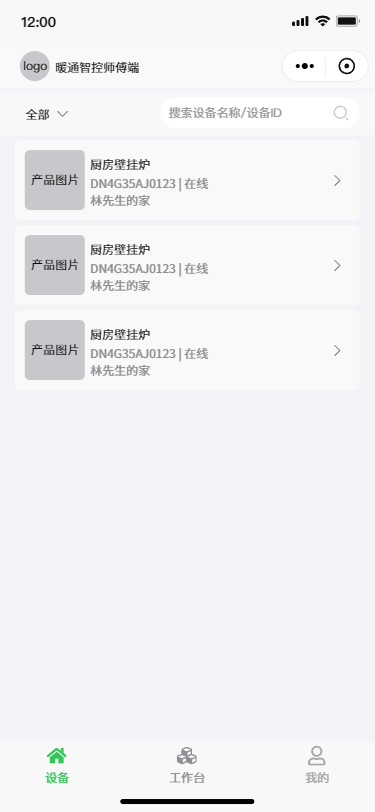 12:00
logo 暖通智控师傅端
全部 搜索设备名称/设备ID
产品图片
厨房壁挂炉
DN4G35AJ0123 | 在线
林先生的家
产品图片
厨房壁挂炉
DN4G35AJ0123 | 在线
林先生的家
产品图片
厨房壁挂炉
DN4G35AJ0123 | 在线
林先生的家
设备 工作台 我的